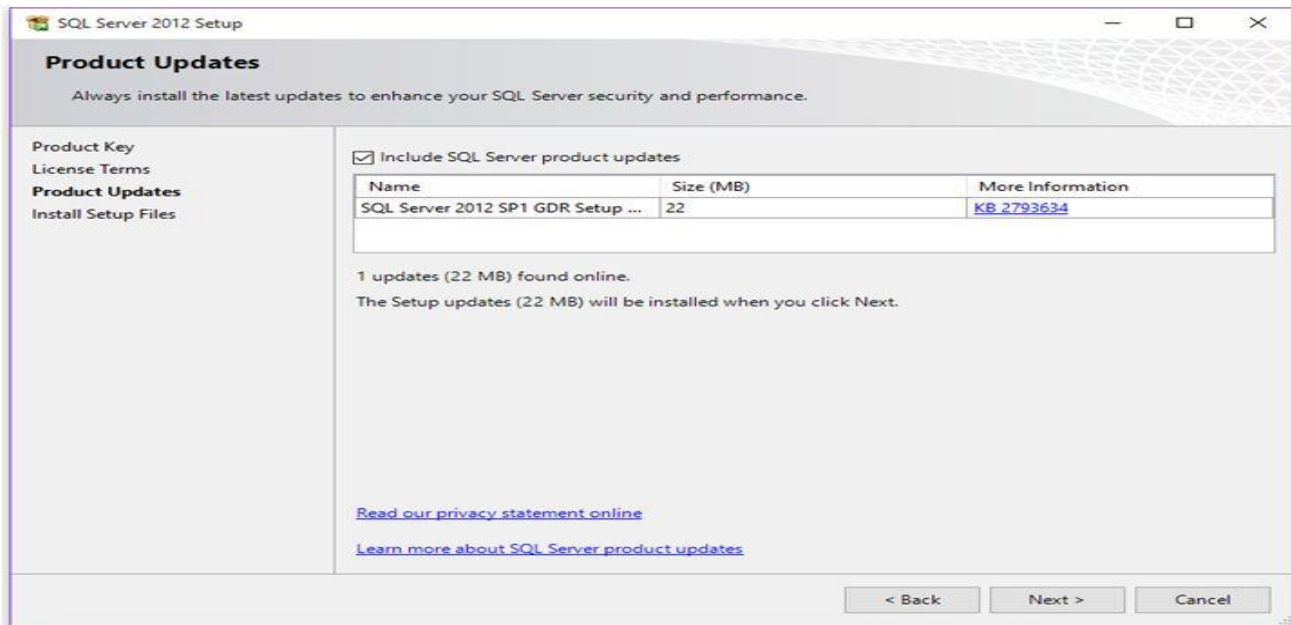 SQL Server 2012 Setup
Product Updates
Always install the latest updates to enhance your SQL Server security and performance.
Product Key
License Terms
Product Updates
Install Setup Files
Include SQL Server product updates
Name Size (MB) More Information
SQL Server 2012 SP1 GDR Setup ... 22 KB 2793634
1 updates (22 MB) found online.
The Setup updates (22 MB) will be installed when you click Next.
Read our privacy statement online
Learn more about SQL Server product updates
< Back Next > Cancel